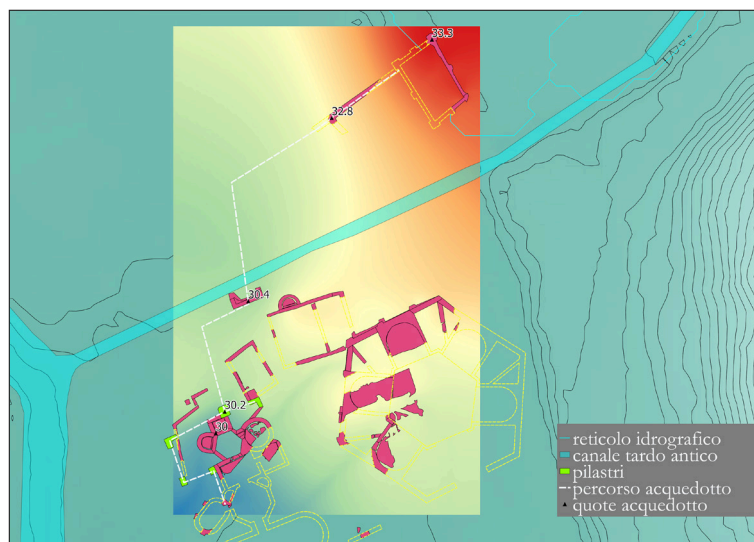 33.3
32.8
30.4
30.2
30
reticolo idrografico
canale tardo antico
pilastri
percorso acquedotto
quote acquedotto